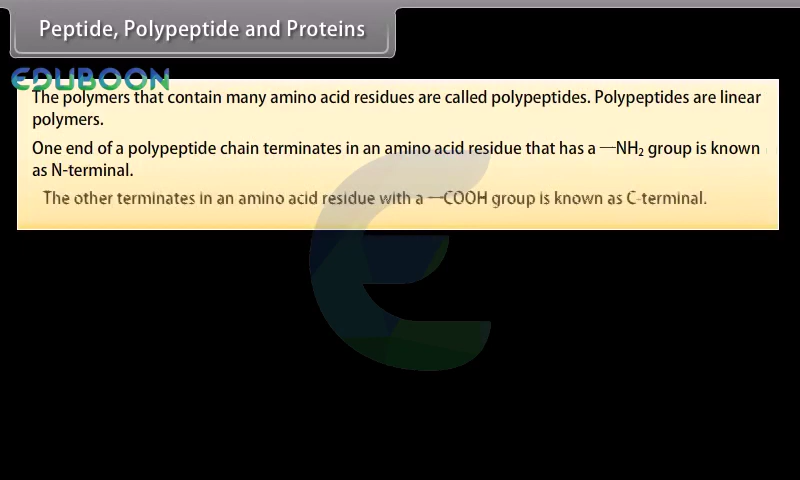 Peptide, Polypeptide and Proteins
EDUBOON
The polymers that contain many amino acid residues are called polypeptides. Polypeptides are linear
polymers.
One end of a polypeptide chain terminates in an amino acid residue that has a —NH₂ group is known
as N-terminal.
The other terminates in an amino acid residue with a —COOH group is known as C-terminal.